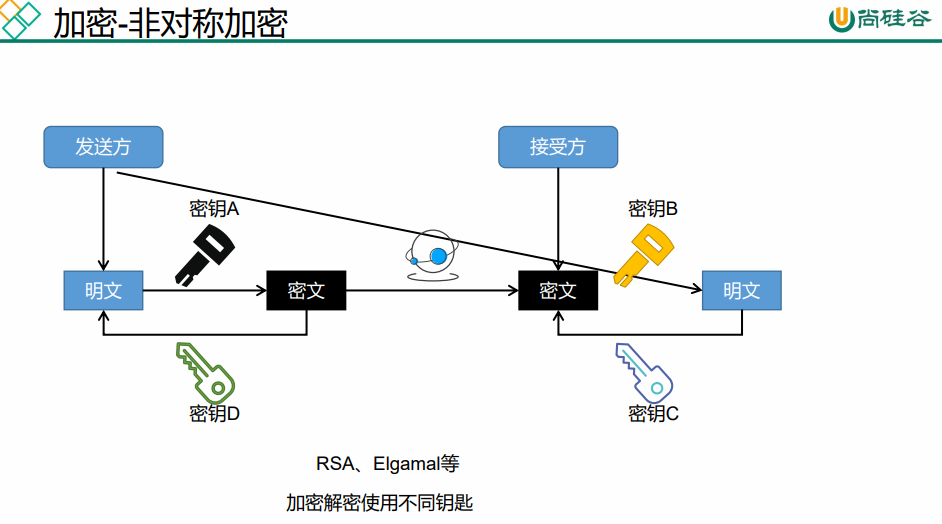 加密-非对称加密
尚硅谷
发送方
接受方
密钥A
密钥B
明文
密文
密文
明文
密钥D
密钥C
RSA、Elgamal等
加密解密使用不同钥匙